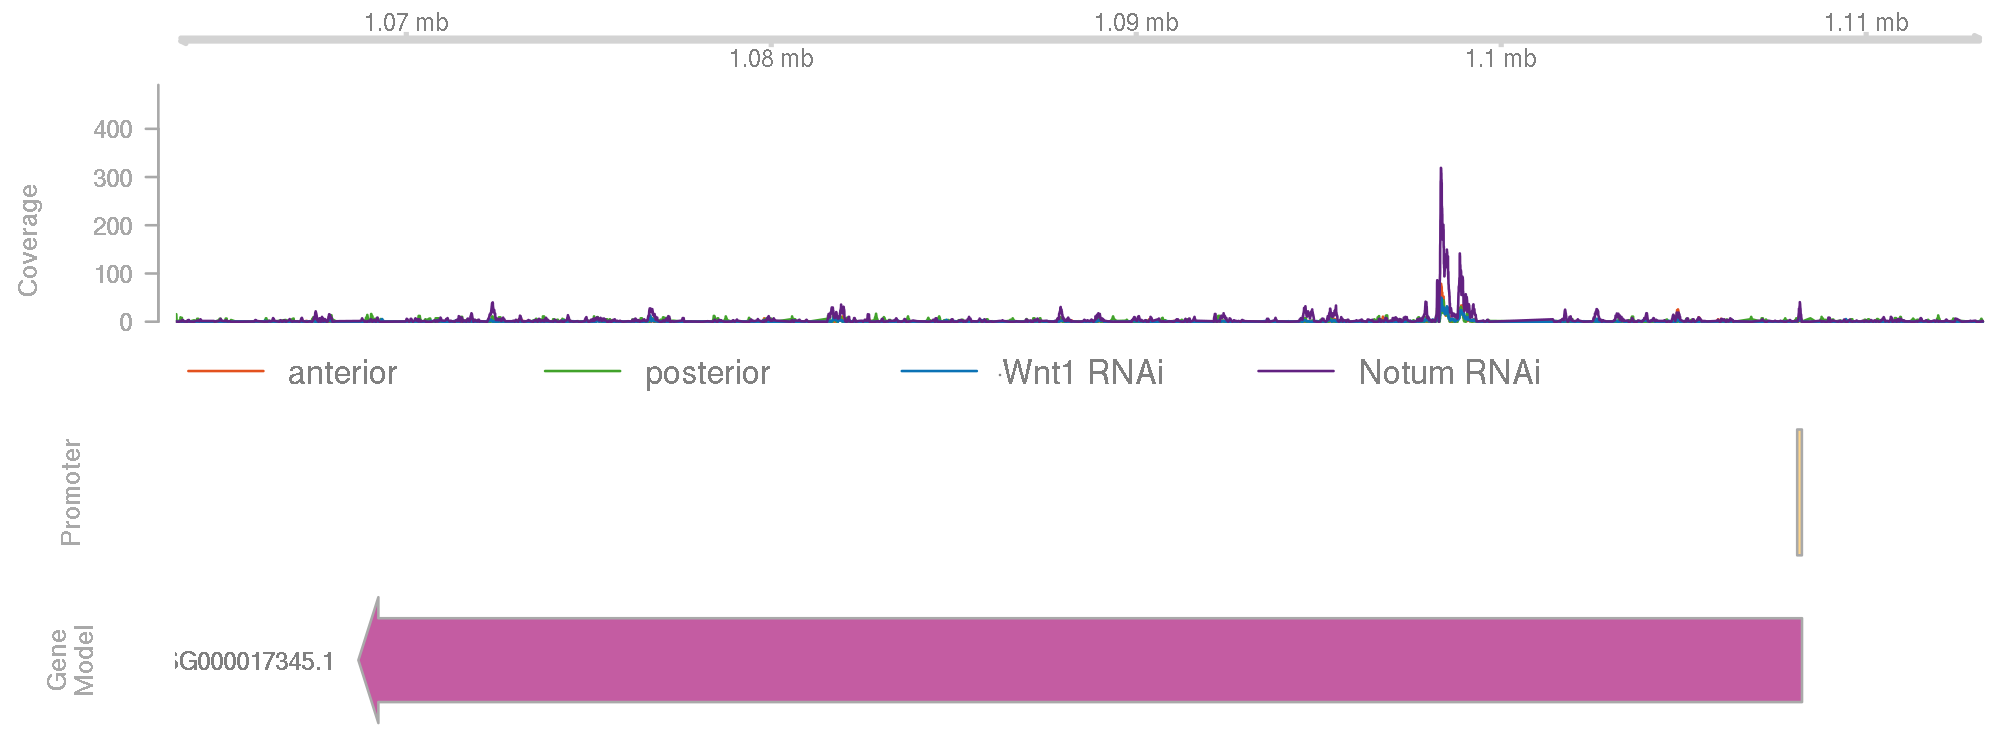 1.07 mb 1.09 mb 1.11 mb
1.08 mb 1.1 mb
Coverage
400
300
200
100
0
anterior posterior Wnt1 RNAi Notum RNAi
Promoter
Gene
Model
G000017345.1